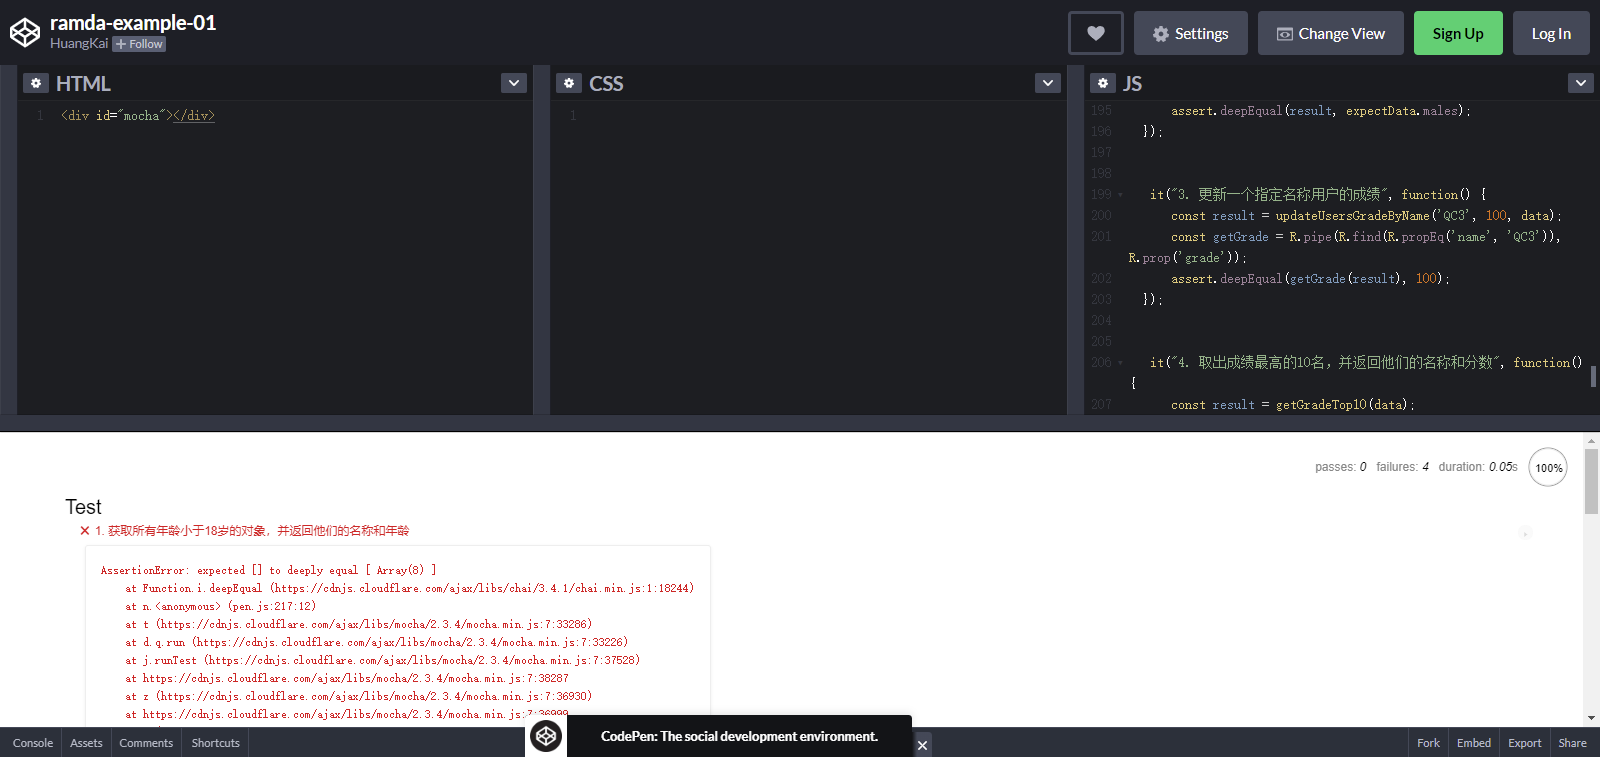 ramda-example-01
HuangKai + Follow
Settings
Change View
Sign Up
Log In
HTML
1 <div id="mocha"></div>
CSS
1
JS
195 assert.deepEqual(result, expectData.males);
196 });
197
198
199 it("3. 更新一个指定名称用户的成绩", function() {
200 const result = updateUsersGradeByName('QC3', 100, data);
201 const getGrade = R.pipe(R.find(R.propEq('name', 'QC3')),
R.prop('grade'));
202 assert.deepEqual(getGrade(result), 100);
203 });
204
205
206 it("4. 取出成绩最高的10名，并返回他们的名称和分数", function()
{
207 const result = getGradeTop10(data);
passes: 0 failures: 4 duration: 0.05s 100%
Test
✕ 1. 获取所有年龄小于18岁的对象，并返回他们的名称和年龄
AssertionError: expected [] to deeply equal [ Array(8) ]
at Function.i.deepEqual (https://cdnjs.cloudflare.com/ajax/libs/chai/3.4.1/chai.min.js:1:18244)
at n.<anonymous> (pen.js:217:12)
at t (https://cdnjs.cloudflare.com/ajax/libs/mocha/2.3.4/mocha.min.js:7:33286)
at d.q.run (https://cdnjs.cloudflare.com/ajax/libs/mocha/2.3.4/mocha.min.js:7:33226)
at j.runTest (https://cdnjs.cloudflare.com/ajax/libs/mocha/2.3.4/mocha.min.js:7:37528)
at https://cdnjs.cloudflare.com/ajax/libs/mocha/2.3.4/mocha.min.js:7:38287
at z (https://cdnjs.cloudflare.com/ajax/libs/mocha/2.3.4/mocha.min.js:7:36930)
at https://cdnjs.cloudflare.com/ajax/libs/mocha/2.3.4/mocha.min.js:7:36999
CodePen: The social development environment.
Console
Assets
Comments
Shortcuts
Fork
Embed
Export
Share